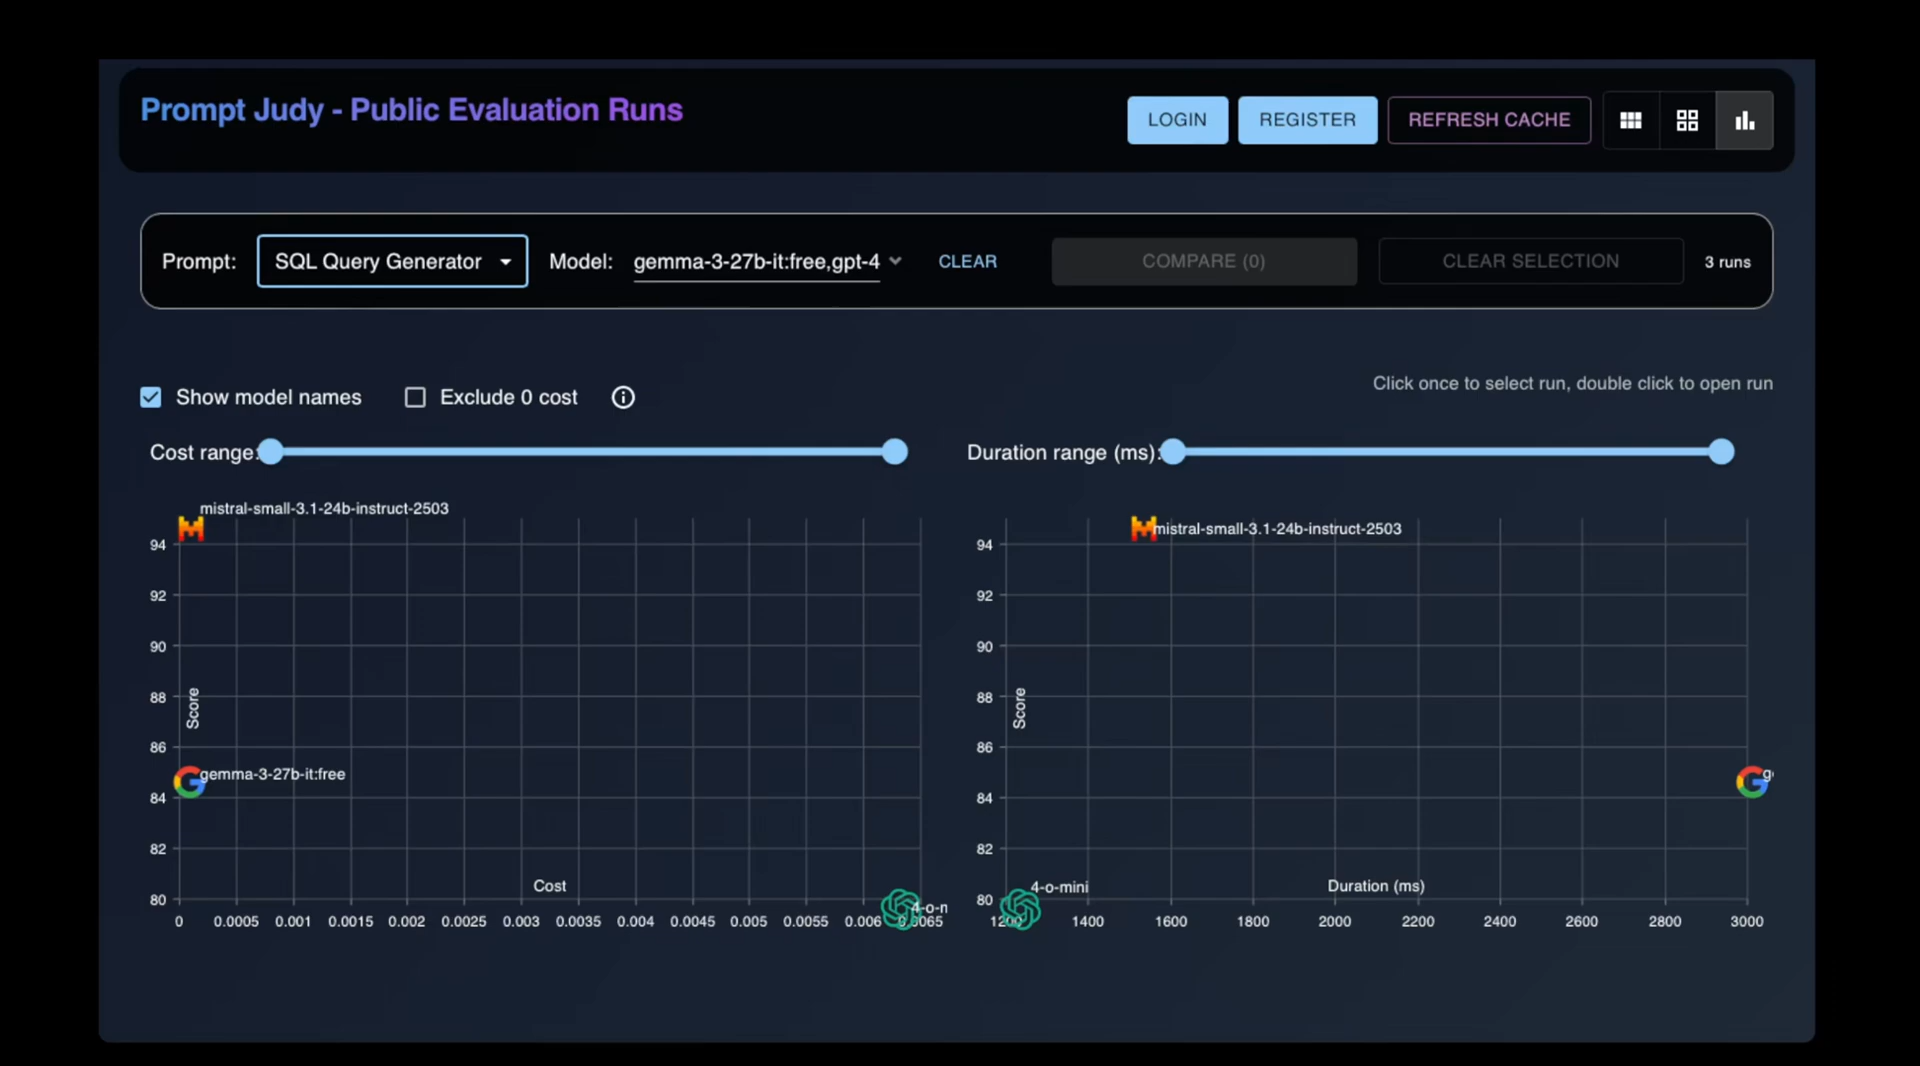 Prompt Judy - Public Evaluation Runs
LOGIN
REGISTER
REFRESH CACHE
Prompt:
SQL Query Generator
Model:
gemma-3-27b-it:free,gpt-4
CLEAR
COMPARE (0)
CLEAR SELECTION
3 runs
Show model names
Exclude 0 cost
Click once to select run, double click to open run
Cost range:
Duration range (ms):
mistral-small-3.1-24b-instruct-2503
94
92
90
88
86
84
82
80
Score
gemma-3-27b-it:free
Cost
4-o-n
0 0.0005 0.001 0.0015 0.002 0.0025 0.003 0.0035 0.004 0.0045 0.005 0.0055 0.006 0.0065
mistral-small-3.1-24b-instruct-2503
94
92
90
88
86
84
82
80
Score
4-o-mini
Duration (ms)
1200 1400 1600 1800 2000 2200 2400 2600 2800 3000